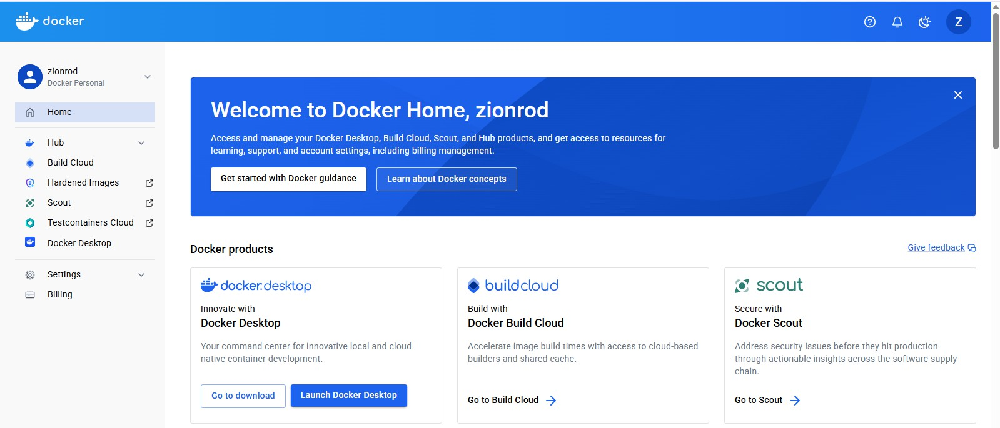 docker
Z
zionrod
Docker Personal
Home
Hub
Build Cloud
Hardened Images
Scout
Testcontainers Cloud
Docker Desktop
Settings
Billing
Welcome to Docker Home, zionrod
Access and manage your Docker Desktop, Build Cloud, Scout, and Hub products, and get access to resources for
learning, support, and account settings, including billing management.
Get started with Docker guidance
Learn about Docker concepts
Docker products
Give feedback
docker.desktop
Innovate with
Docker Desktop
Your command center for innovative local and cloud
native container development.
Go to download
Launch Docker Desktop
buildcloud
Build with
Docker Build Cloud
Accelerate image build times with access to cloud-based
builders and shared cache.
Go to Build Cloud
scout
Secure with
Docker Scout
Address security issues before they hit production
through actionable insights across the software supply
chain.
Go to Scout